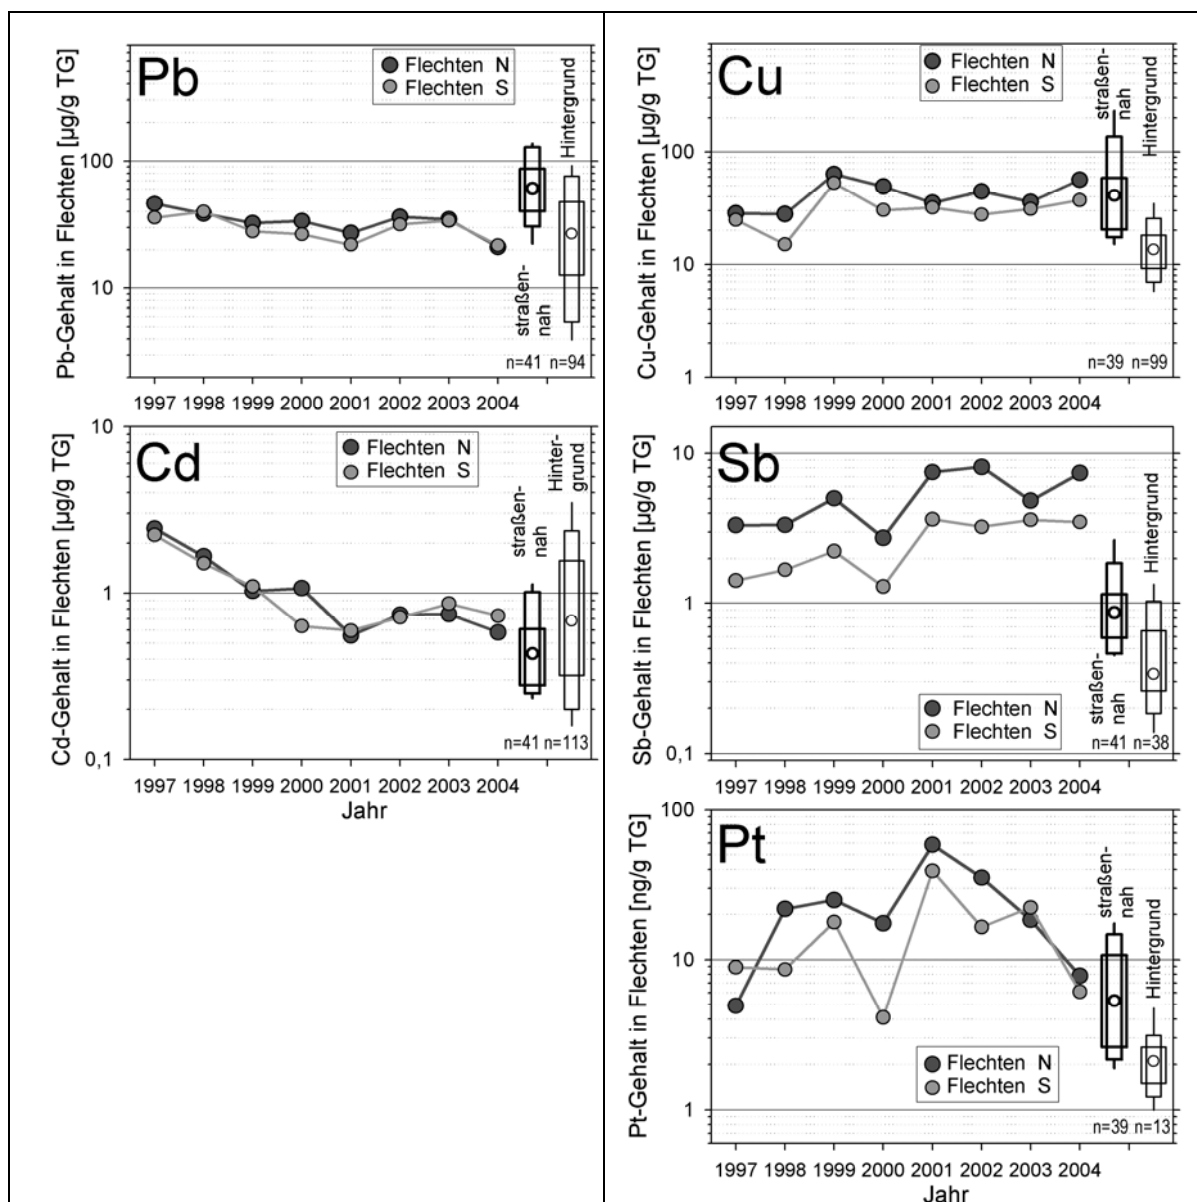 Pb
Flechten N
Flechten S
Pb-Gehalt in Flechten [µg/g TG]
100
10
straßen-
nah
Hintergrund
n=41 n=94
1997 1998 1999 2000 2001 2002 2003 2004
Cd
Flechten N
Flechten S
Cd-Gehalt in Flechten [µg/g TG]
10
1
0,1
straßen-
nah
Hinter-
grund
n=41 n=113
1997 1998 1999 2000 2001 2002 2003 2004
Jahr
Cu
Flechten N
Flechten S
Cu-Gehalt in Flechten [µg/g TG]
100
10
1
straßen-
nah
Hintergrund
n=39 n=99
1997 1998 1999 2000 2001 2002 2003 2004
Sb
Sb-Gehalt in Flechten [µg/g TG]
10
1
0,1
Flechten N
Flechten S
straßen-
nah
Hintergrund
n=41 n=38
1997 1998 1999 2000 2001 2002 2003 2004
Pt
Pt-Gehalt in Flechten [ng/g TG]
100
10
1
Flechten N
Flechten S
straßen-
nah
Hintergrund
n=39 n=13
1997 1998 1999 2000 2001 2002 2003 2004
Jahr